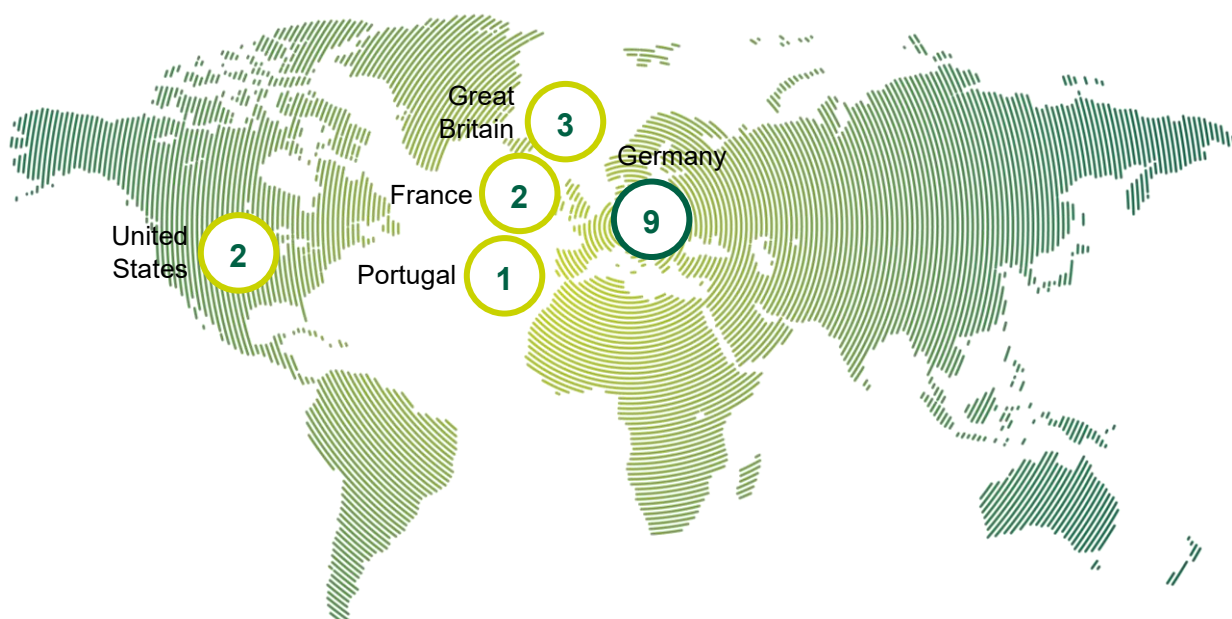 Great
Britain
3
Germany
France
2
9
United
States
2
Portugal
1